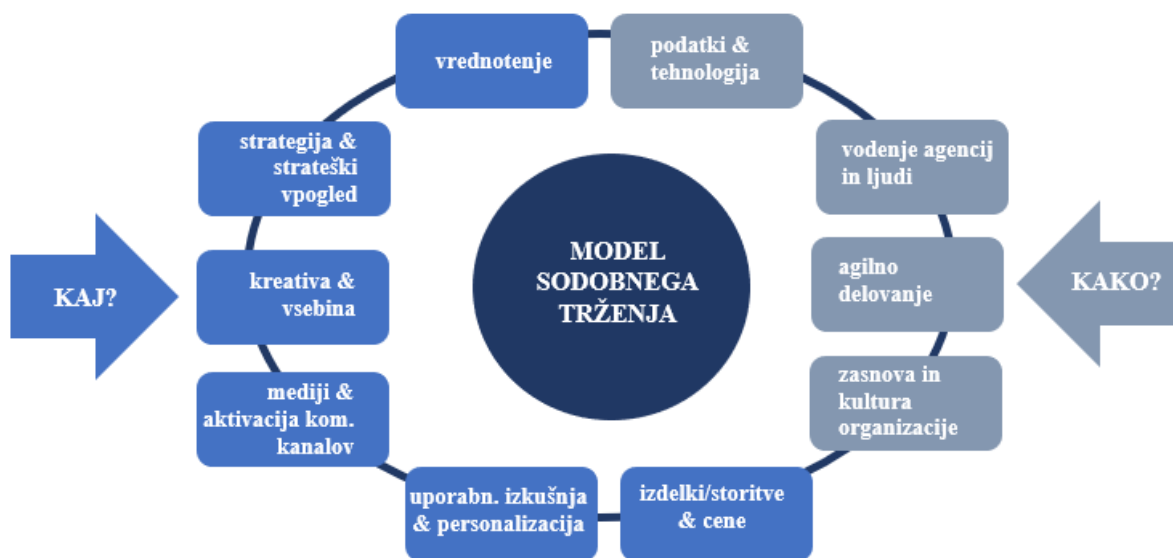 vrednotenje
podatki &
tehnologija
strategija &
strateški
vpogled
vodenje agencij
in ljudi
KAJ?
kreativa &
vsebina
MODEL
SODOBNEGA
TRŽENJA
agilno
delovanje
KAKO?
mediji &
aktivacija kom.
kanalov
zasnova in
kultura
organizacije
uporabn. izkušnja
& personalizacija
izdelki/storitve
& cene